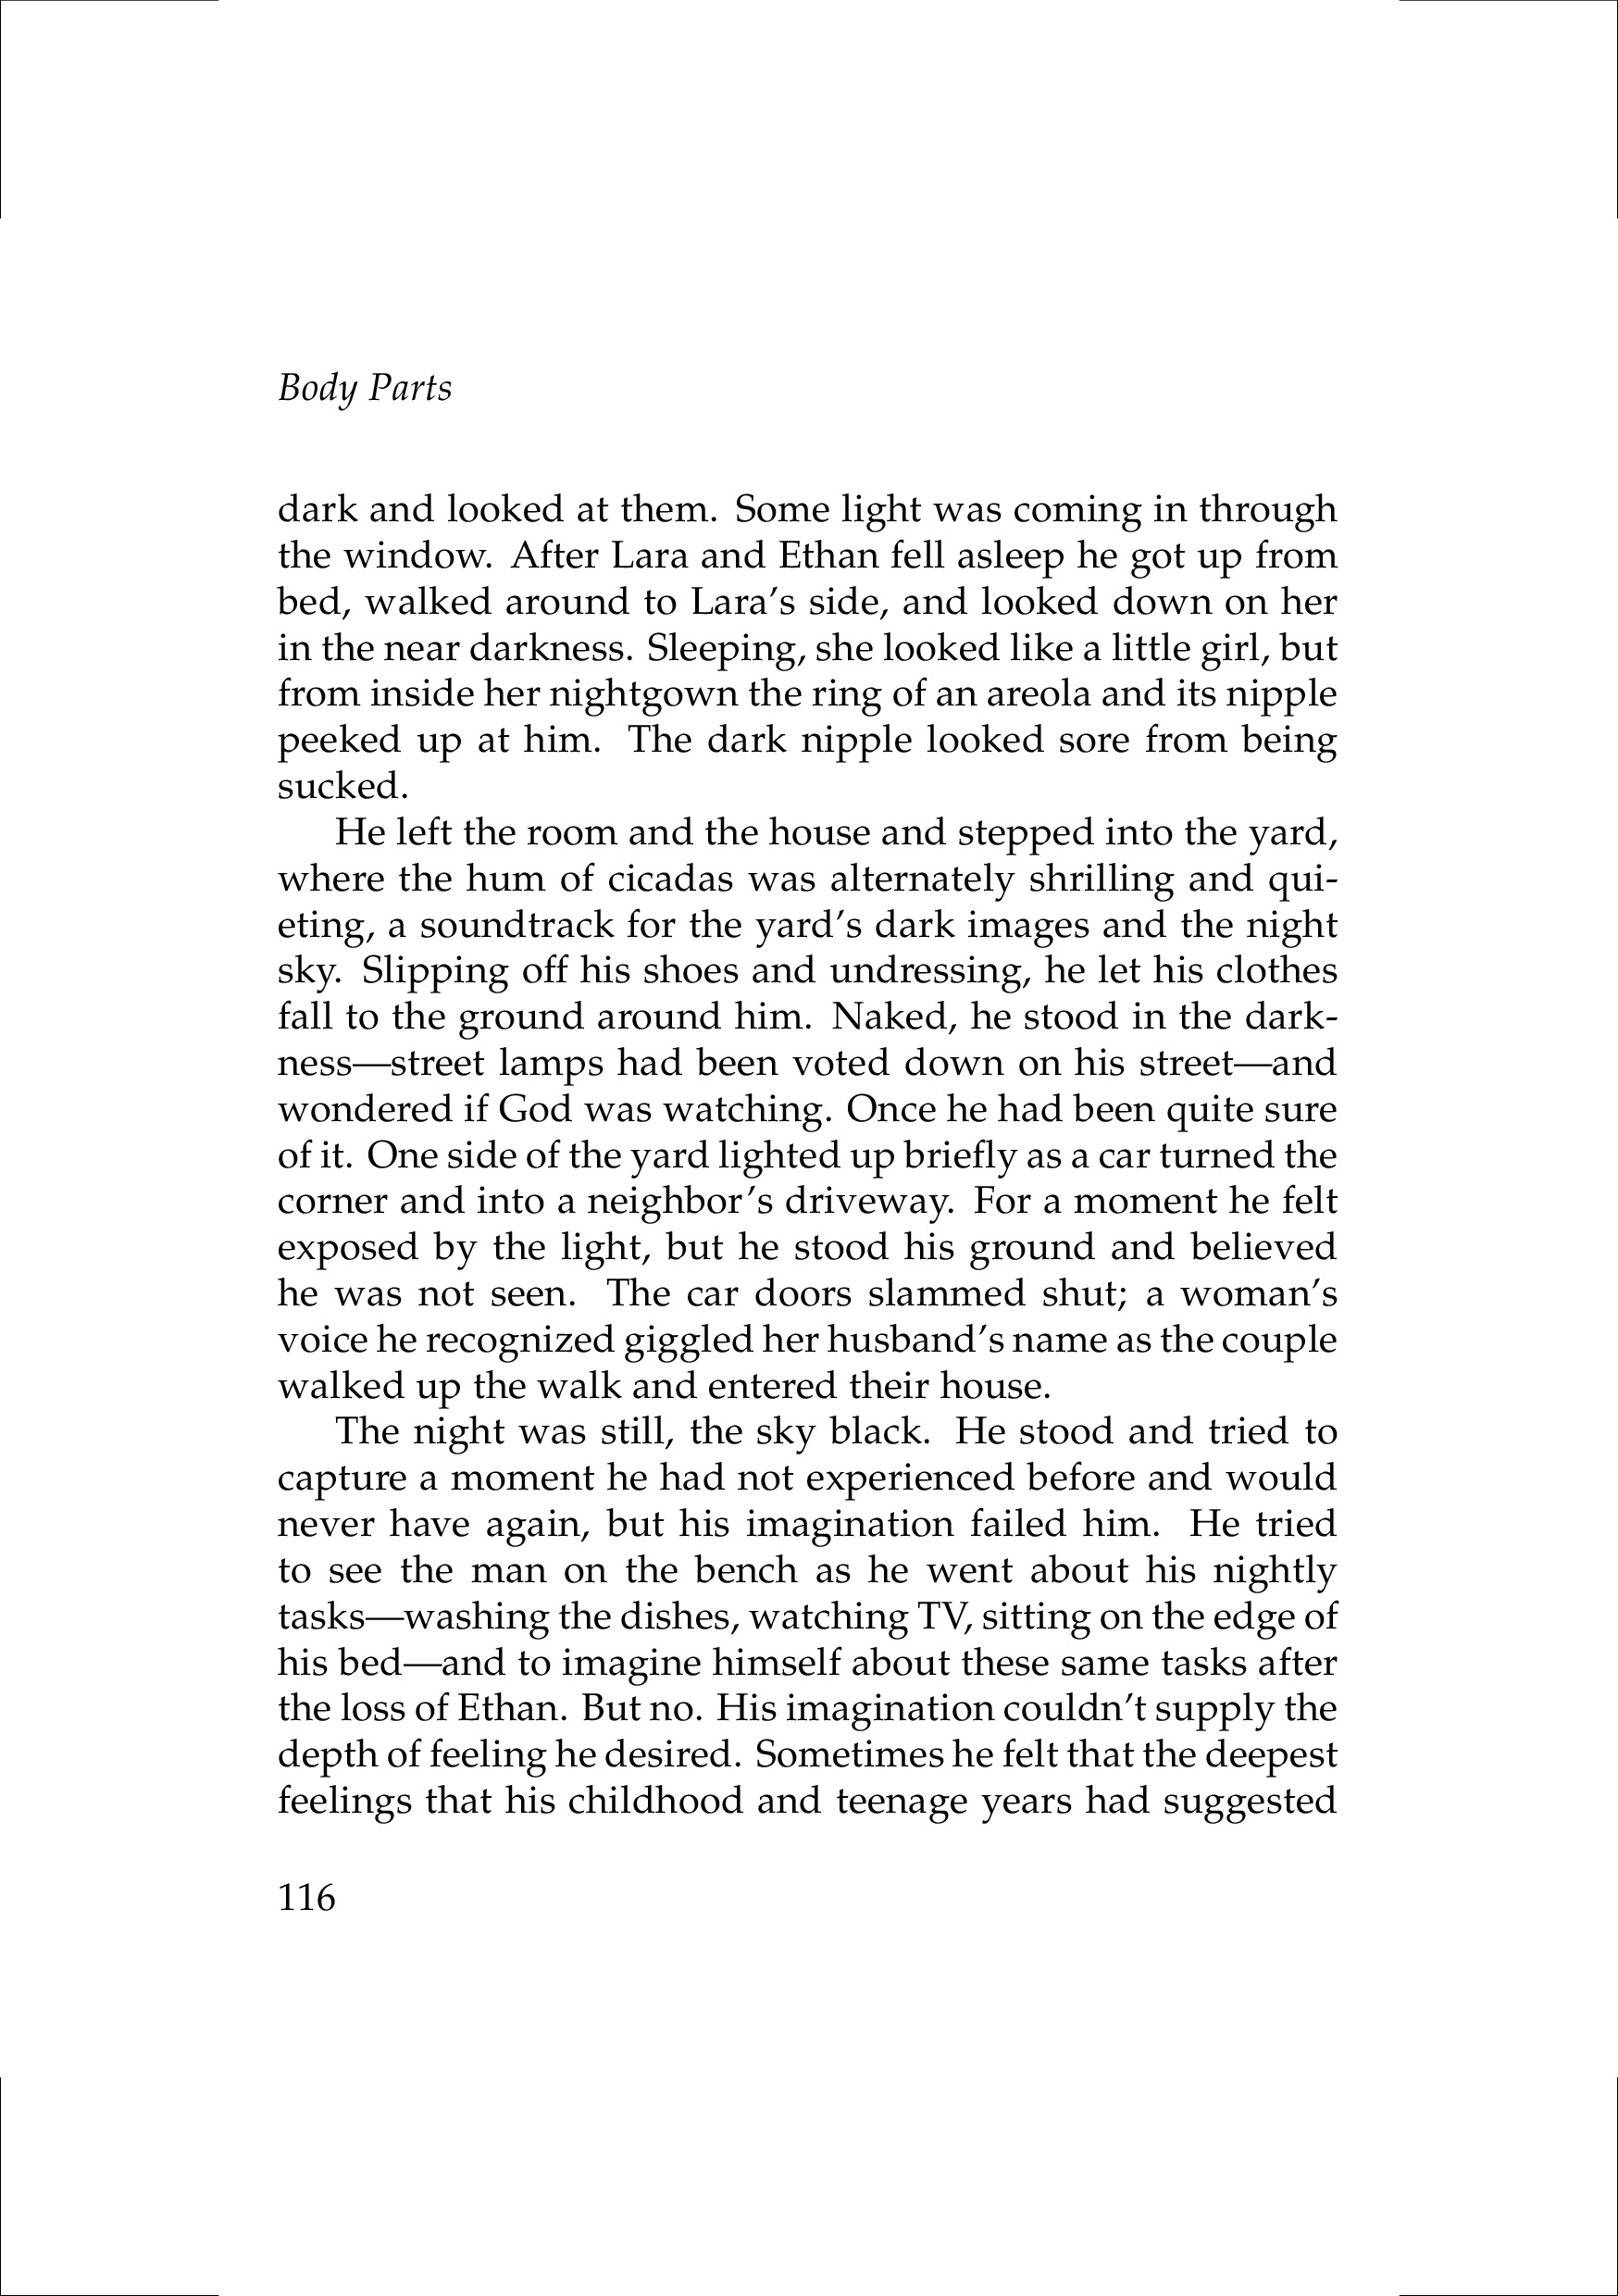 Body Parts
dark and looked at them. Some light was coming in through
the window. After Lara and Ethan fell asleep he got up from
bed, walked around to Lara’s side, and looked down on her
in the near darkness. Sleeping, she looked like a little girl, but
from inside her nightgown the ring of an areola and its nipple
peeked up at him. The dark nipple looked sore from being
sucked.
He left the room and the house and stepped into the yard,
where the hum of cicadas was alternately shrilling and qui-
eting, a soundtrack for the yard’s dark images and the night
sky. Slipping off his shoes and undressing, he let his clothes
fall to the ground around him. Naked, he stood in the dark-
ness—street lamps had been voted down on his street—and
wondered if God was watching. Once he had been quite sure
of it. One side of the yard lighted up briefly as a car turned the
corner and into a neighbor’s driveway. For a moment he felt
exposed by the light, but he stood his ground and believed
he was not seen. The car doors slammed shut; a woman’s
voice he recognized giggled her husband’s name as the couple
walked up the walk and entered their house.
The night was still, the sky black. He stood and tried to
capture a moment he had not experienced before and would
never have again, but his imagination failed him. He tried
to see the man on the bench as he went about his nightly
tasks—washing the dishes, watching TV, sitting on the edge of
his bed—and to imagine himself about these same tasks after
the loss of Ethan. But no. His imagination couldn’t supply the
depth of feeling he desired. Sometimes he felt that the deepest
feelings that his childhood and teenage years had suggested
116